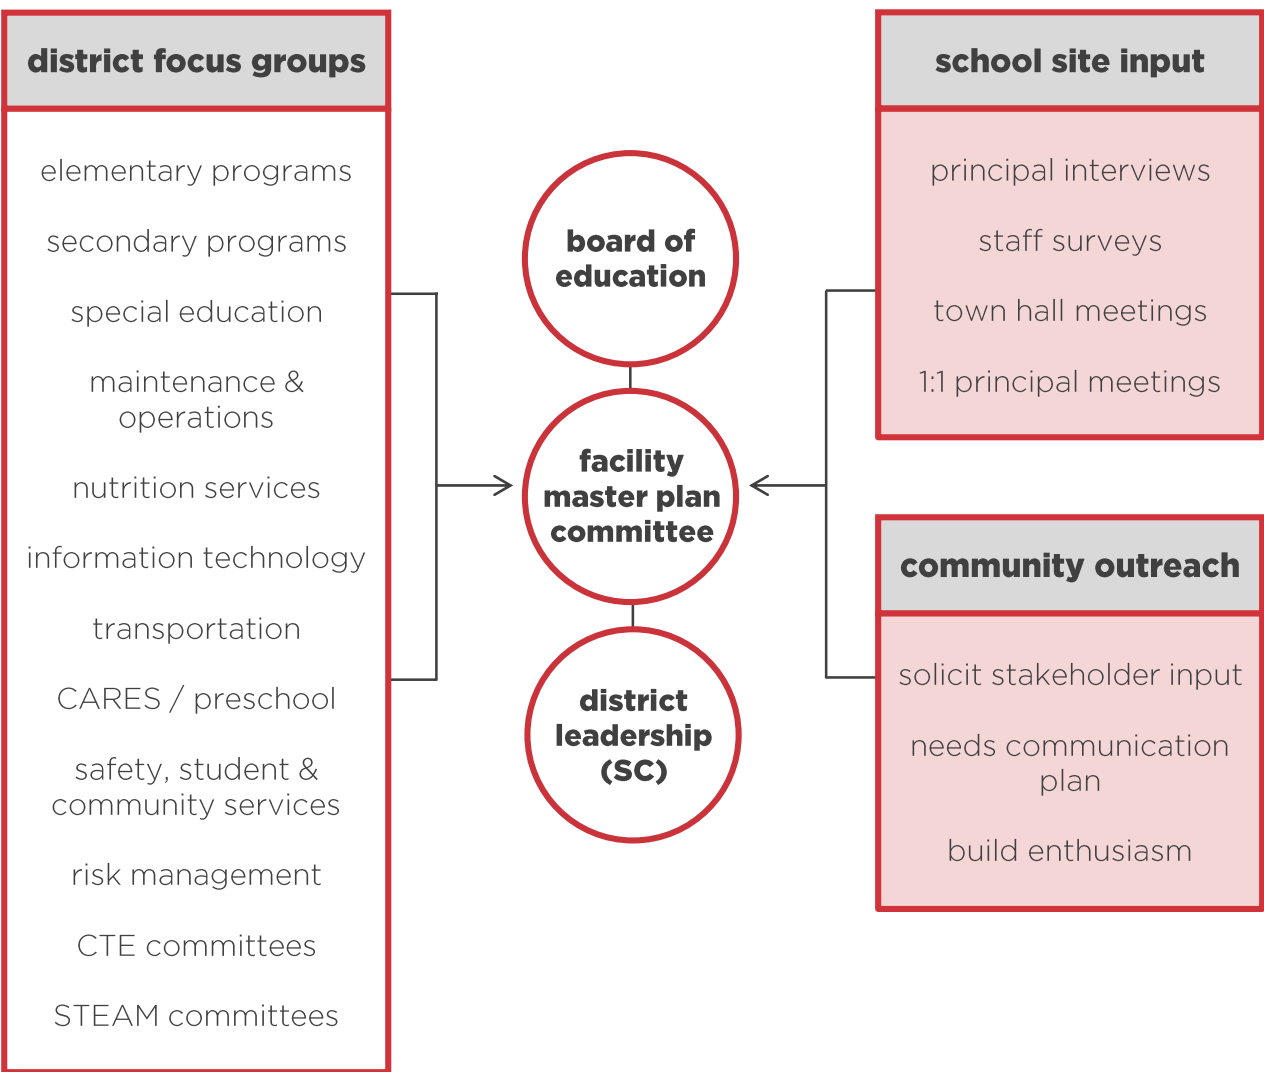 district focus groups
elementary programs
secondary programs
special education
maintenance &
operations
nutrition services
information technology
transportation
CARES / preschool
safety, student &
community services
risk management
CTE committees
STEAM committees
board of
education
facility
master plan
committee
district
leadership
(SC)
school site input
principal interviews
staff surveys
town hall meetings
1:1 principal meetings
community outreach
solicit stakeholder input
needs communication
plan
build enthusiasm